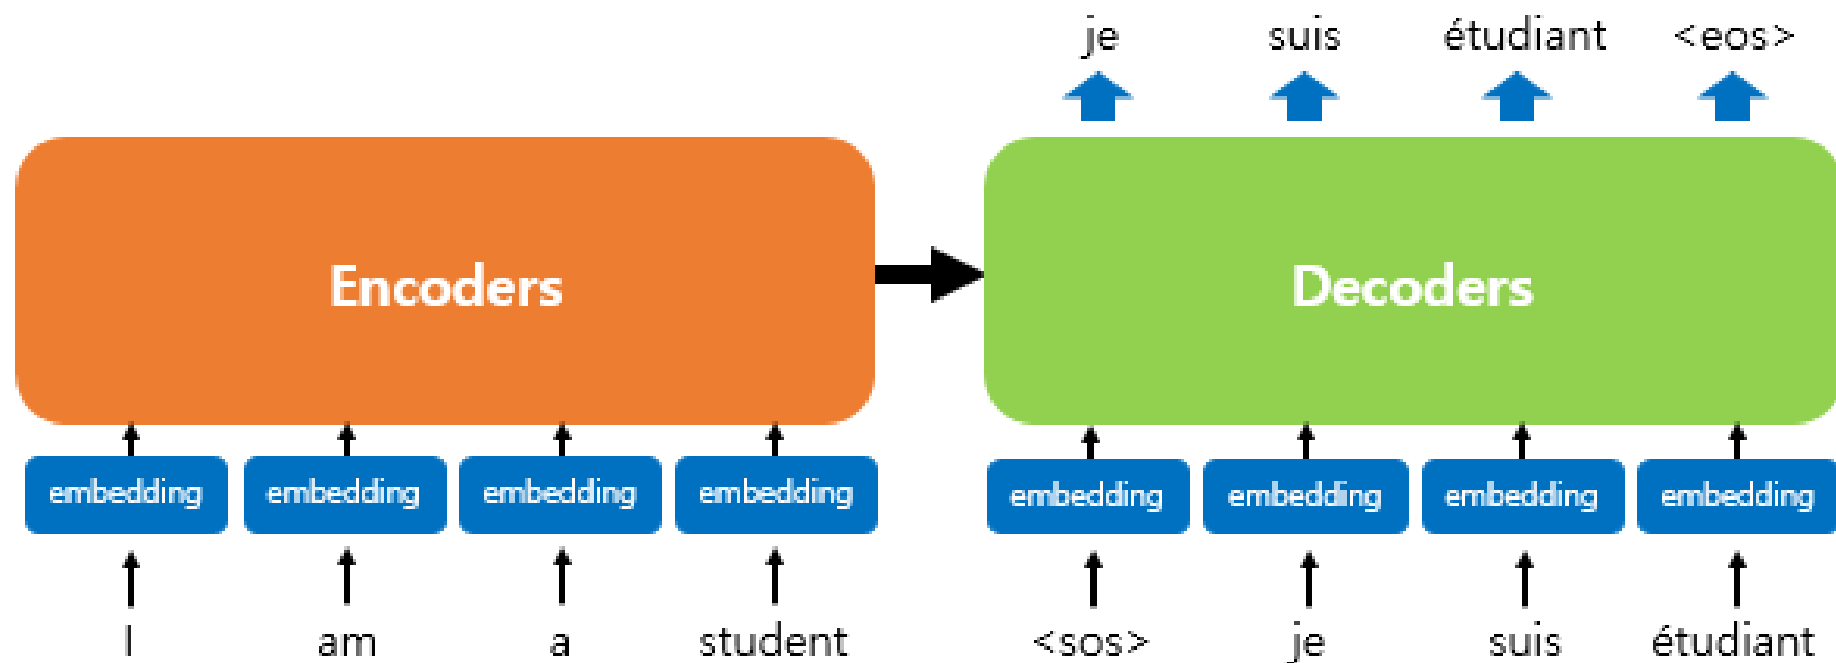 je suis étudiant <eos>
Encoders
Decoders
embedding embedding embedding embedding
embedding embedding embedding embedding
I am a student
<sos> je suis étudiant